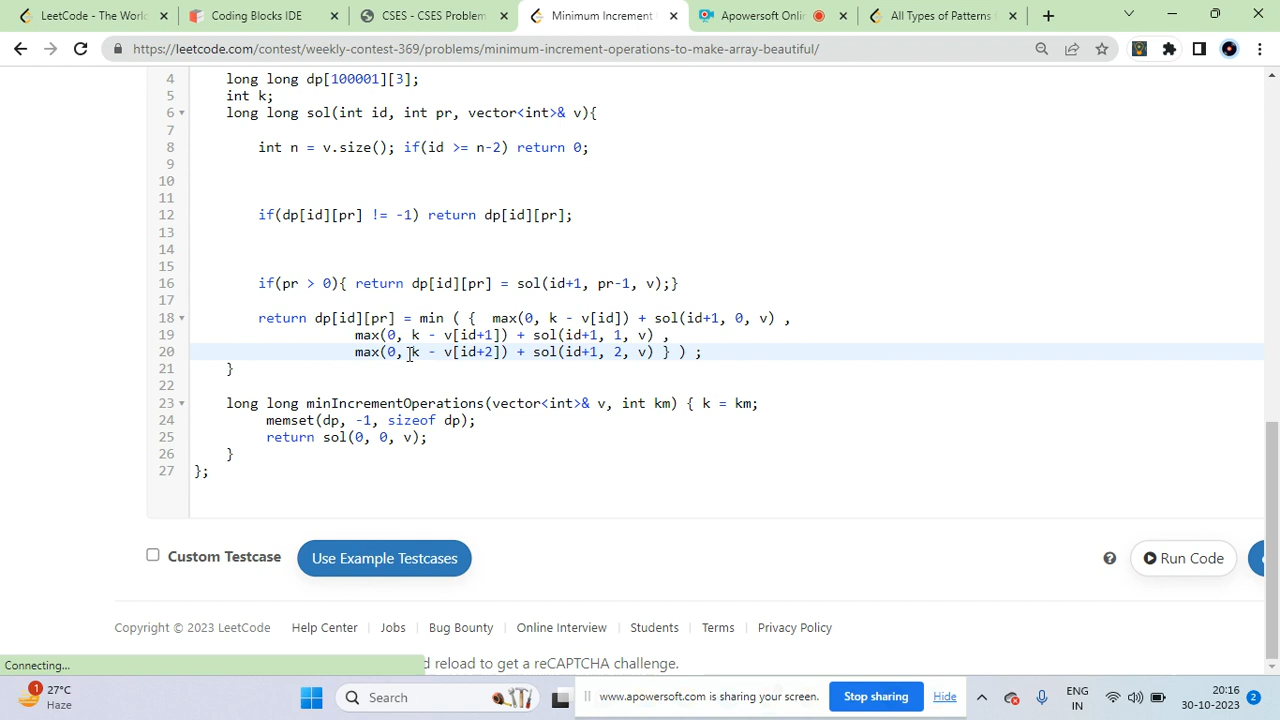 LeetCode - The World
Coding Blocks IDE
CSES - CSES Problem
Minimum Increment
Apowersoft Onli
All Types of Patterns
https://leetcode.com/contest/weekly-contest-369/problems/minimum-increment-operations-to-make-array-beautiful/
4 long long dp[100001][3];
5 int k;
6 long long sol(int id, int pr, vector<int>& v){
7
8 int n = v.size(); if(id >= n-2) return 0;
9
10
11
12 if(dp[id][pr] != -1) return dp[id][pr];
13
14
15
16 if(pr > 0){ return dp[id][pr] = sol(id+1, pr-1, v);}
17
18 return dp[id][pr] = min ( { max(0, k - v[id]) + sol(id+1, 0, v) ,
19 max(0, k - v[id+1]) + sol(id+1, 1, v) ,
20 max(0, k - v[id+2]) + sol(id+1, 2, v) } ) ;
21 }
22
23 long long minIncrementOperations(vector<int>& v, int km) { k = km;
24 memset(dp, -1, sizeof dp);
25 return sol(0, 0, v);
26 }
27 };
Custom Testcase
Use Example Testcases
Run Code
Copyright © 2023 LeetCode
Help Center
Jobs
Bug Bounty
Online Interview
Students
Terms
Privacy Policy
Connecting...
d reload to get a reCAPTCHA challenge.
1
27°C
Haze
Search
www.apowersoft.com is sharing your screen.
Stop sharing
Hide
ENG
IN
20:16
30-10-2023
2